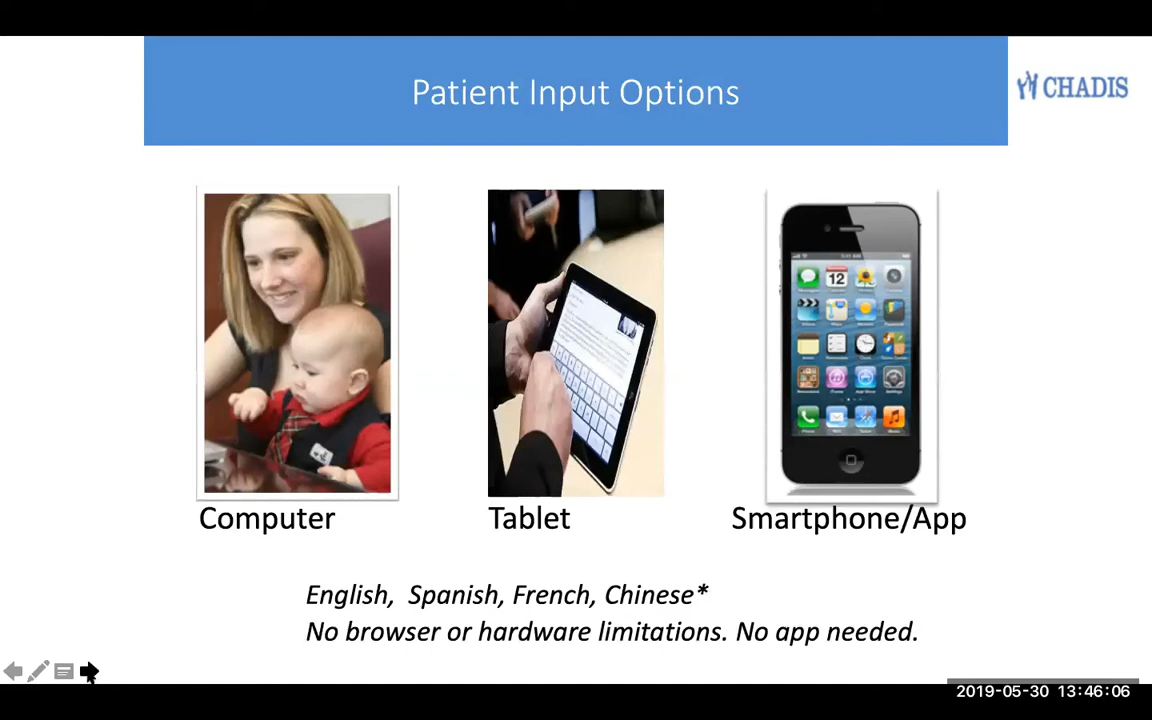 Patient Input Options
CHADIS
Computer
Tablet
Smartphone/App
English,  Spanish, French, Chinese*
No browser or hardware limitations. No app needed.
2019-05-30 13:46:06